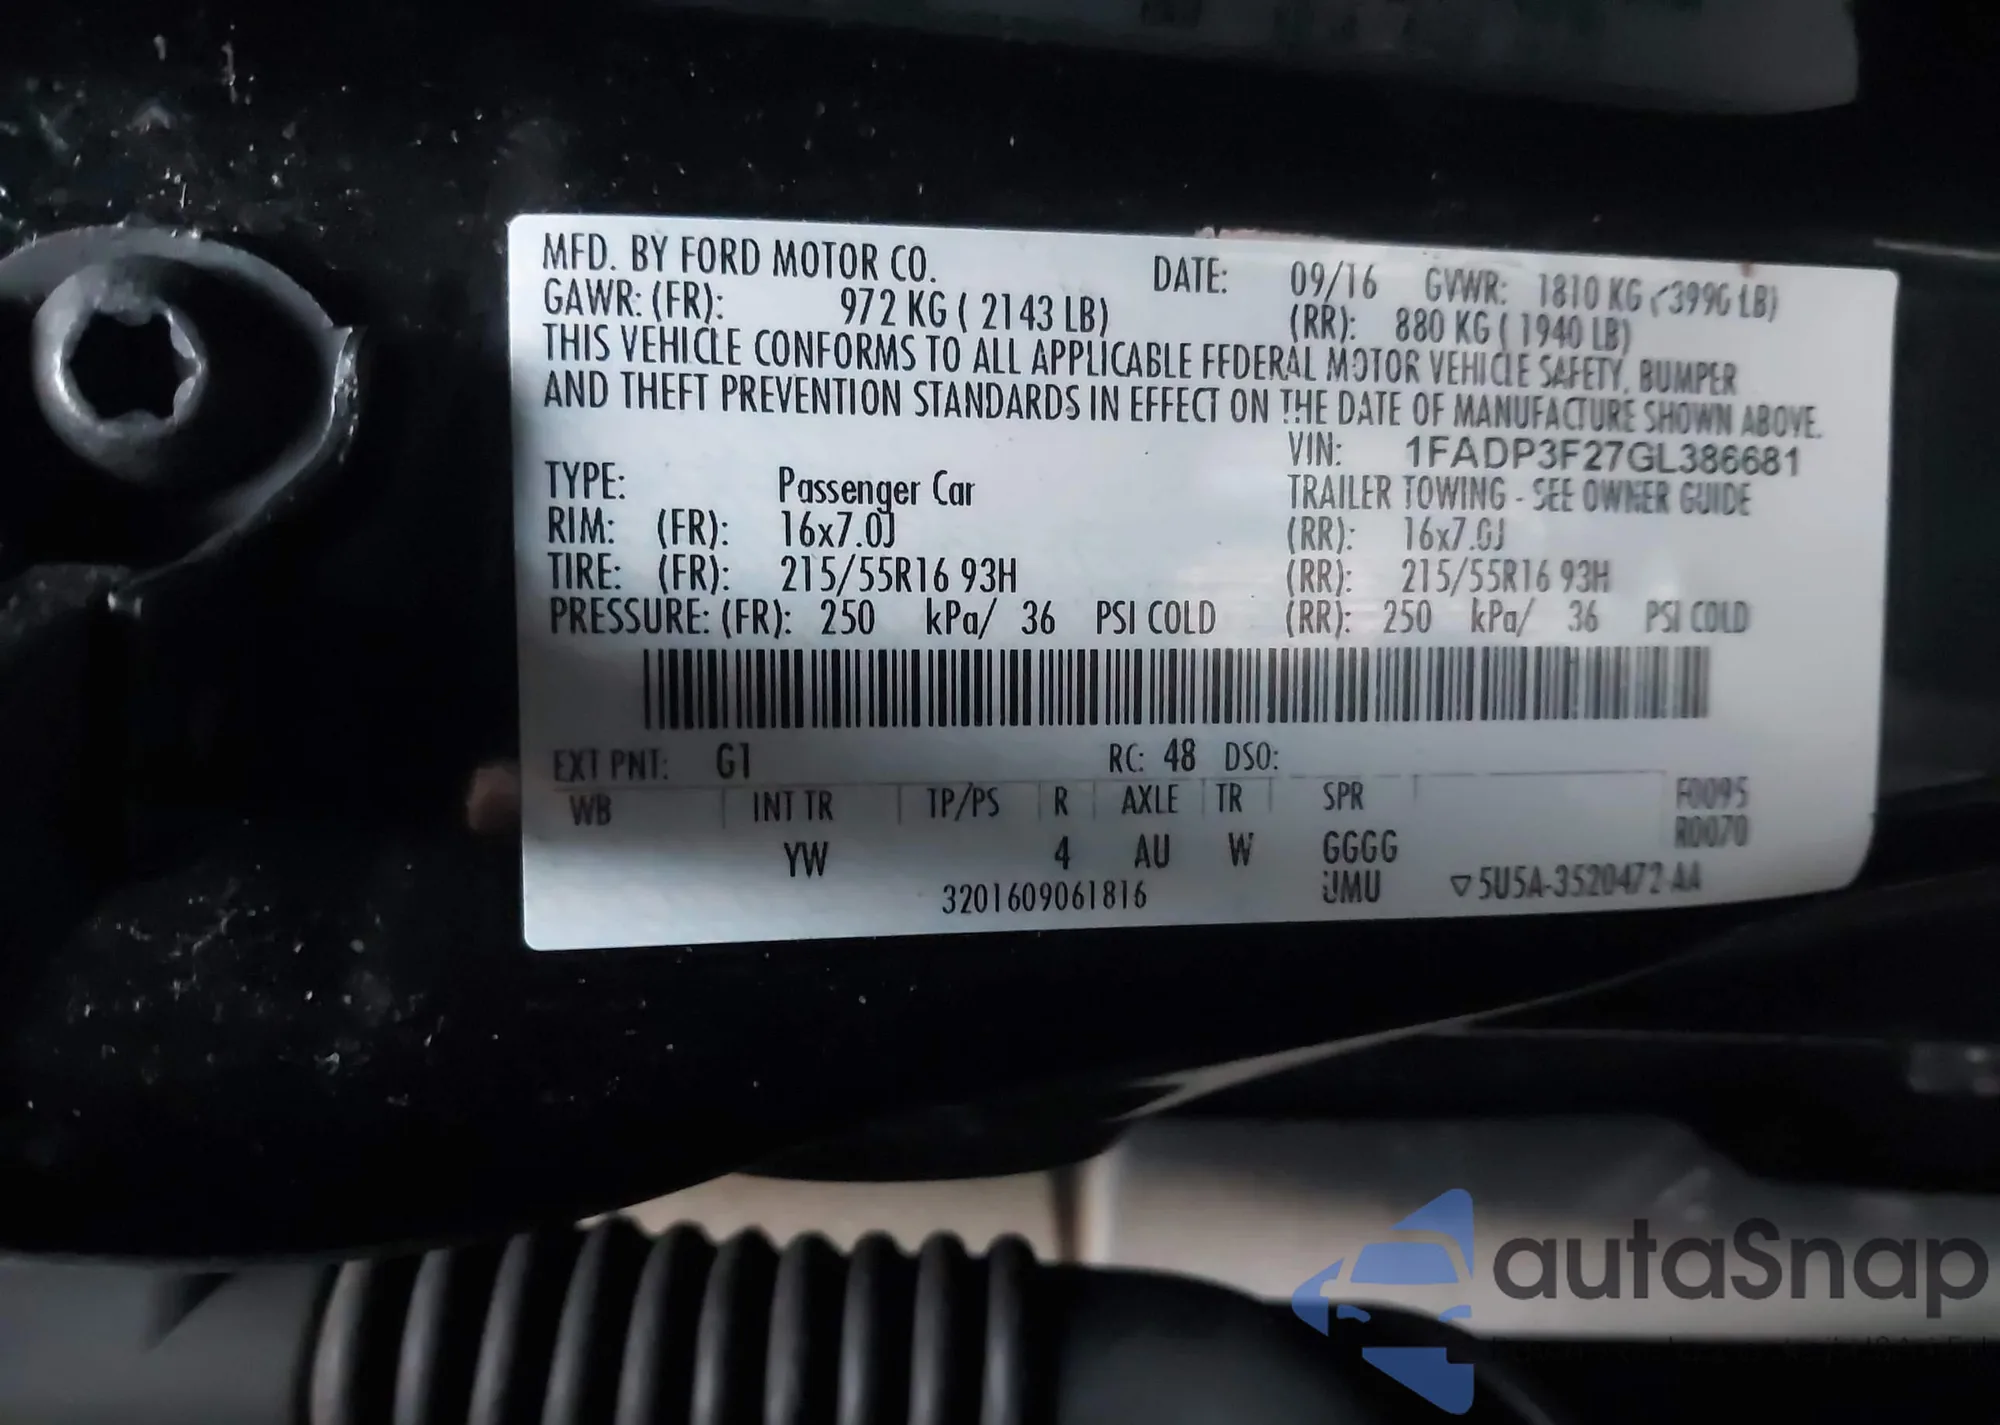 MFD. BY FORD MOTOR CO. DATE: 09/16 GVWR: 1810 KG (3990 LB)
GAWR: (FR): 972 KG ( 2143 LB) (RR): 880 KG ( 1940 LB)
THIS VEHICLE CONFORMS TO ALL APPLICABLE FEDERAL MOTOR VEHICLE SAFETY, BUMPER
AND THEFT PREVENTION STANDARDS IN EFFECT ON THE DATE OF MANUFACTURE SHOWN ABOVE.
VIN: 1FADP3F27GL386681
TYPE: Passenger Car TRAILER TOWING - SEE OWNER GUIDE
RIM: (FR): 16x7.0J (RR): 16x7.0J
TIRE: (FR): 215/55R16 93H (RR): 215/55R16 93H
PRESSURE: (FR): 250 kPa/ 36 PSI COLD (RR): 250 kPa/ 36 PSI COLD
EXT PNT: G1 RC: 48 DSO:
WB INT TR TP/PS R AXLE TR SPR F0095
R0070
YW 4 AU W GGGG
3201609061816 UMU ▽5U5A-3520472-AA
autaSnap